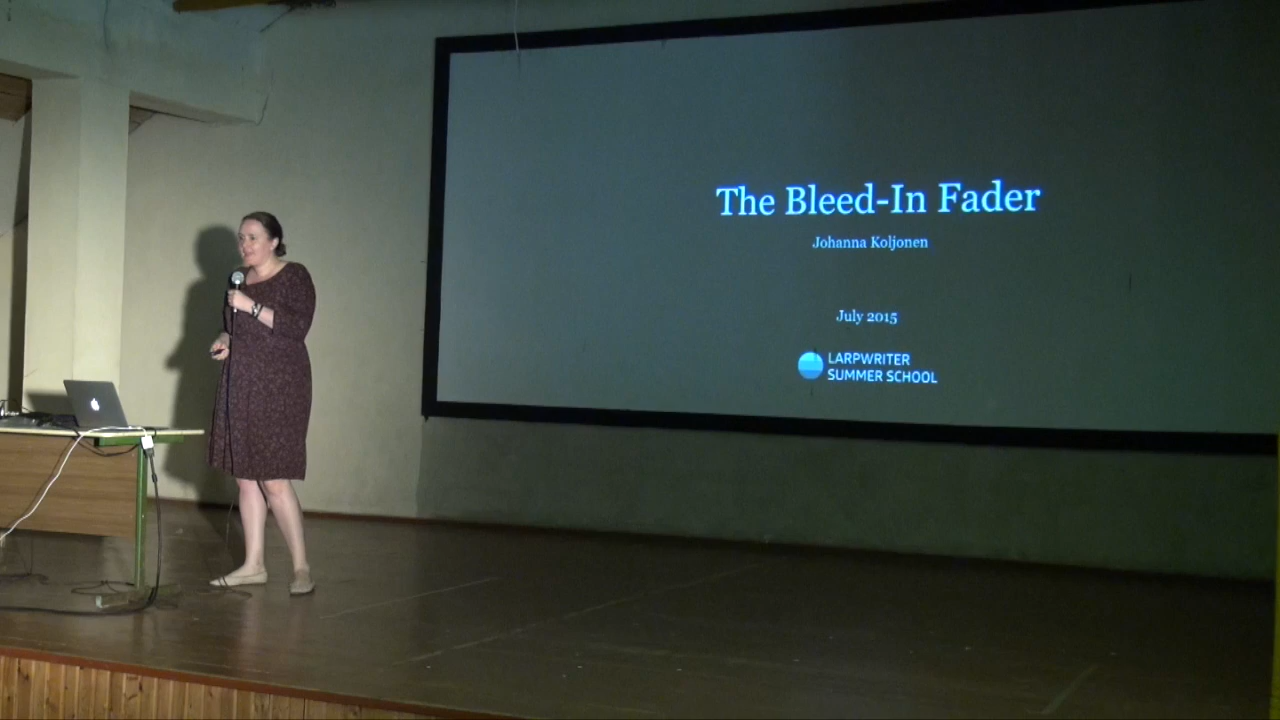 The Bleed-In Fader
Johanna Koljonen
July 2015
LARPWRITER
SUMMER SCHOOL